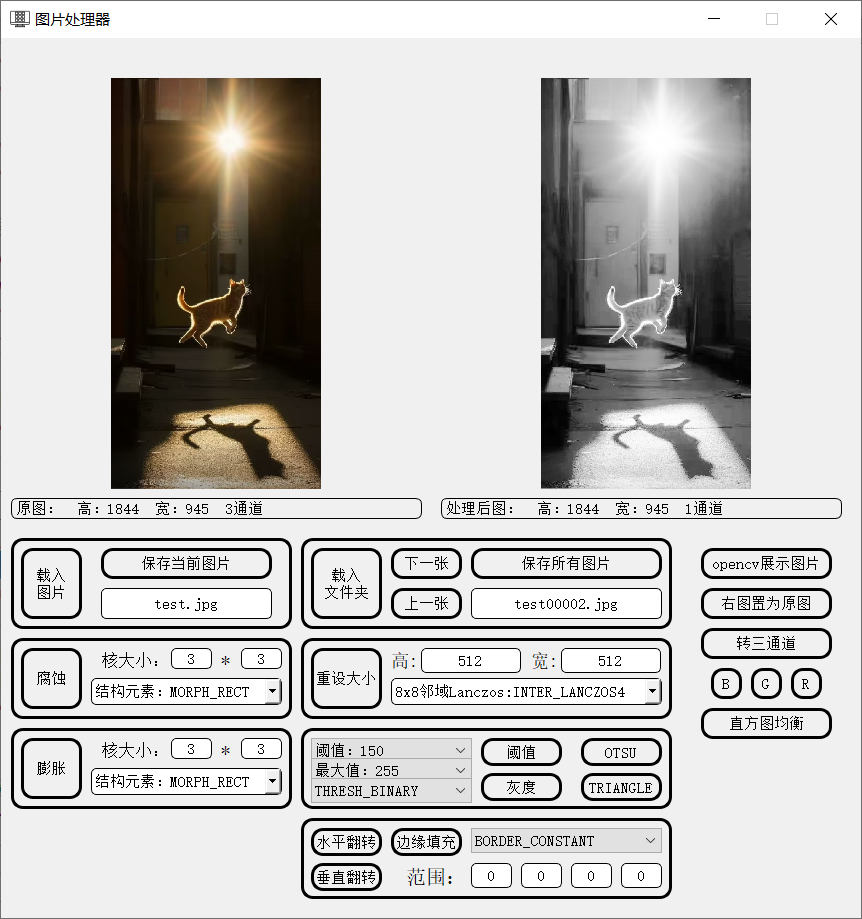 图片处理器
原图： 高：1844 宽：945 3通道
处理后图： 高：1844 宽：945 1通道
载入
图片
保存当前图片
test.jpg
载入
文件夹
下一张
上一张
保存所有图片
test00002.jpg
opencv展示图片
右图置为原图
转三通道
B G R
直方图均衡
腐蚀
核大小： 3 * 3
结构元素：MORPH_RECT
重设大小
高： 512 宽： 512
8x8邻域Lanczos:INTER_LANCZOS4
膨胀
核大小： 3 * 3
结构元素：MORPH_RECT
阈值：150
最大值：255
THRESH_BINARY
阈值
OTSU
灰度
TRIANGLE
水平翻转
边缘填充
BORDER_CONSTANT
垂直翻转
范围： 0 0 0 0